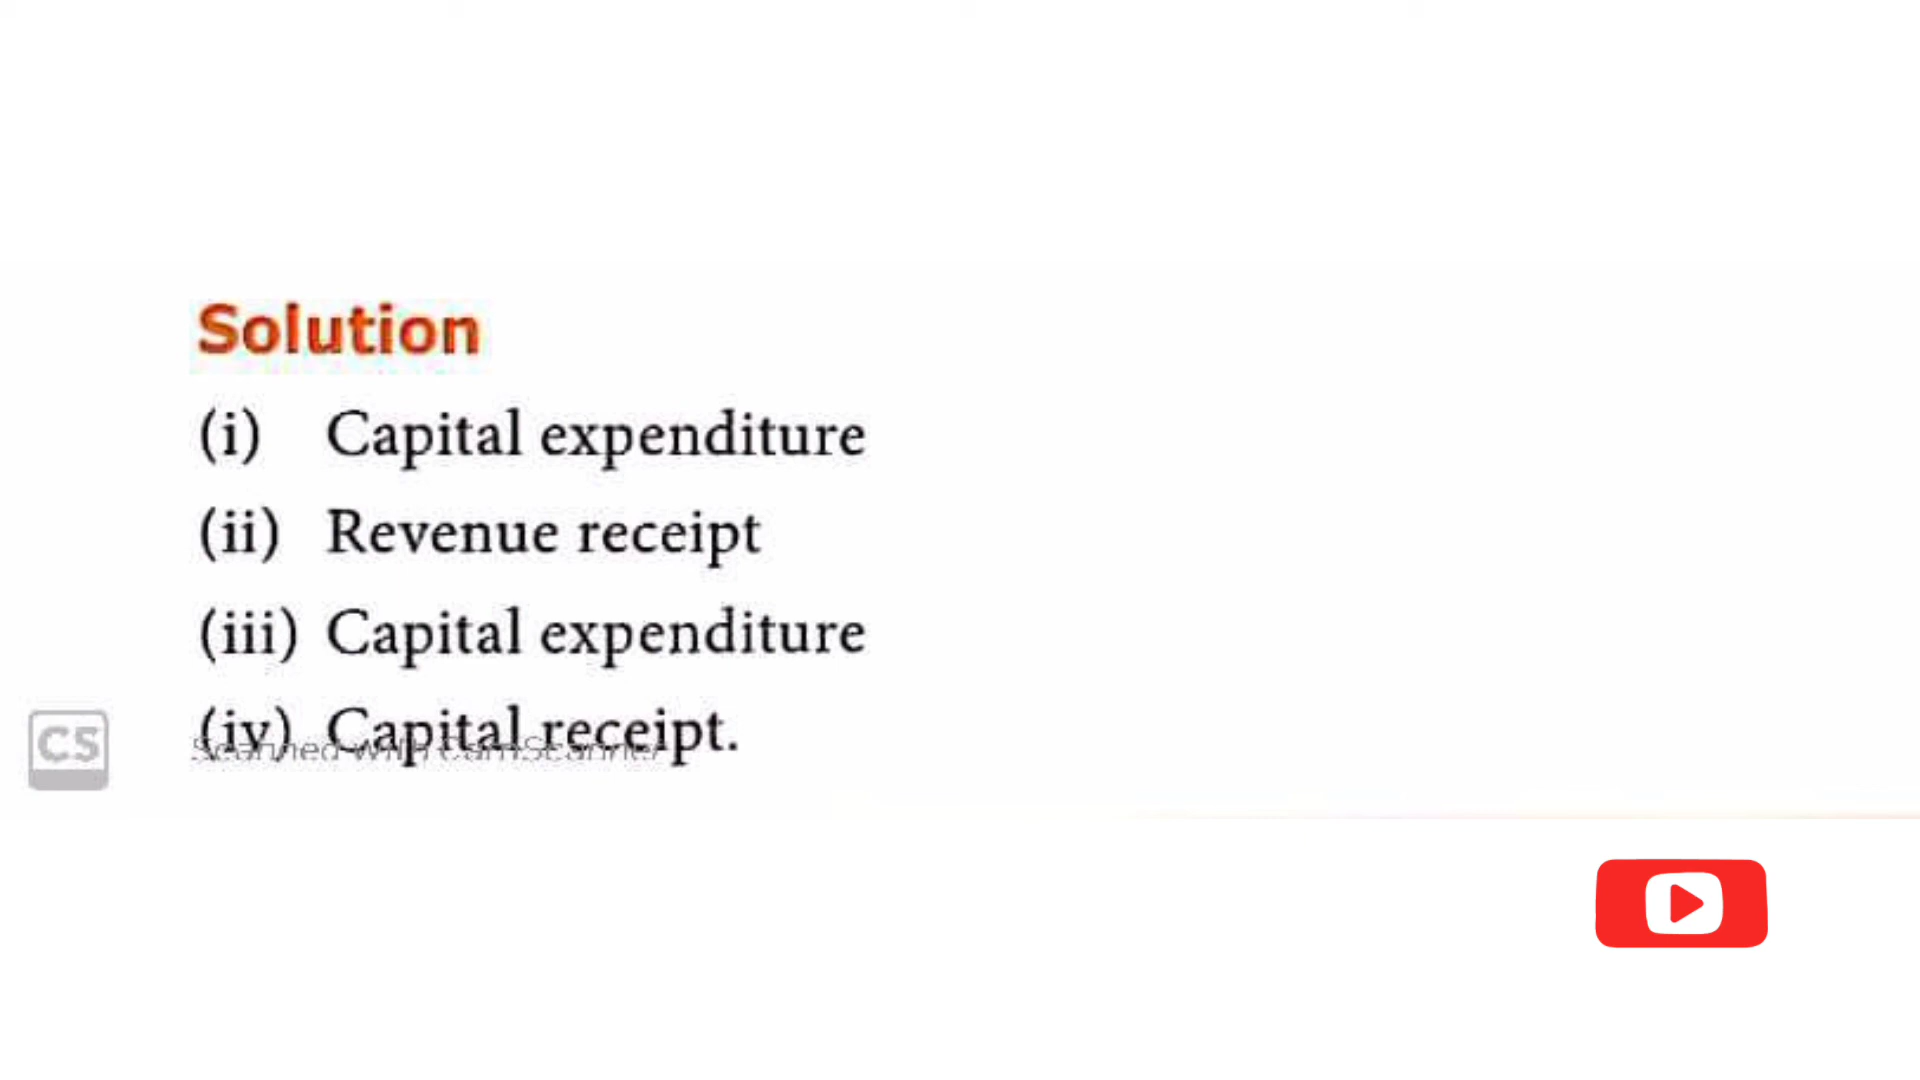 Solution
(i) Capital expenditure
(ii) Revenue receipt
(iii) Capital expenditure
(iv) Capital receipt.
CS Scanned with CamScanner